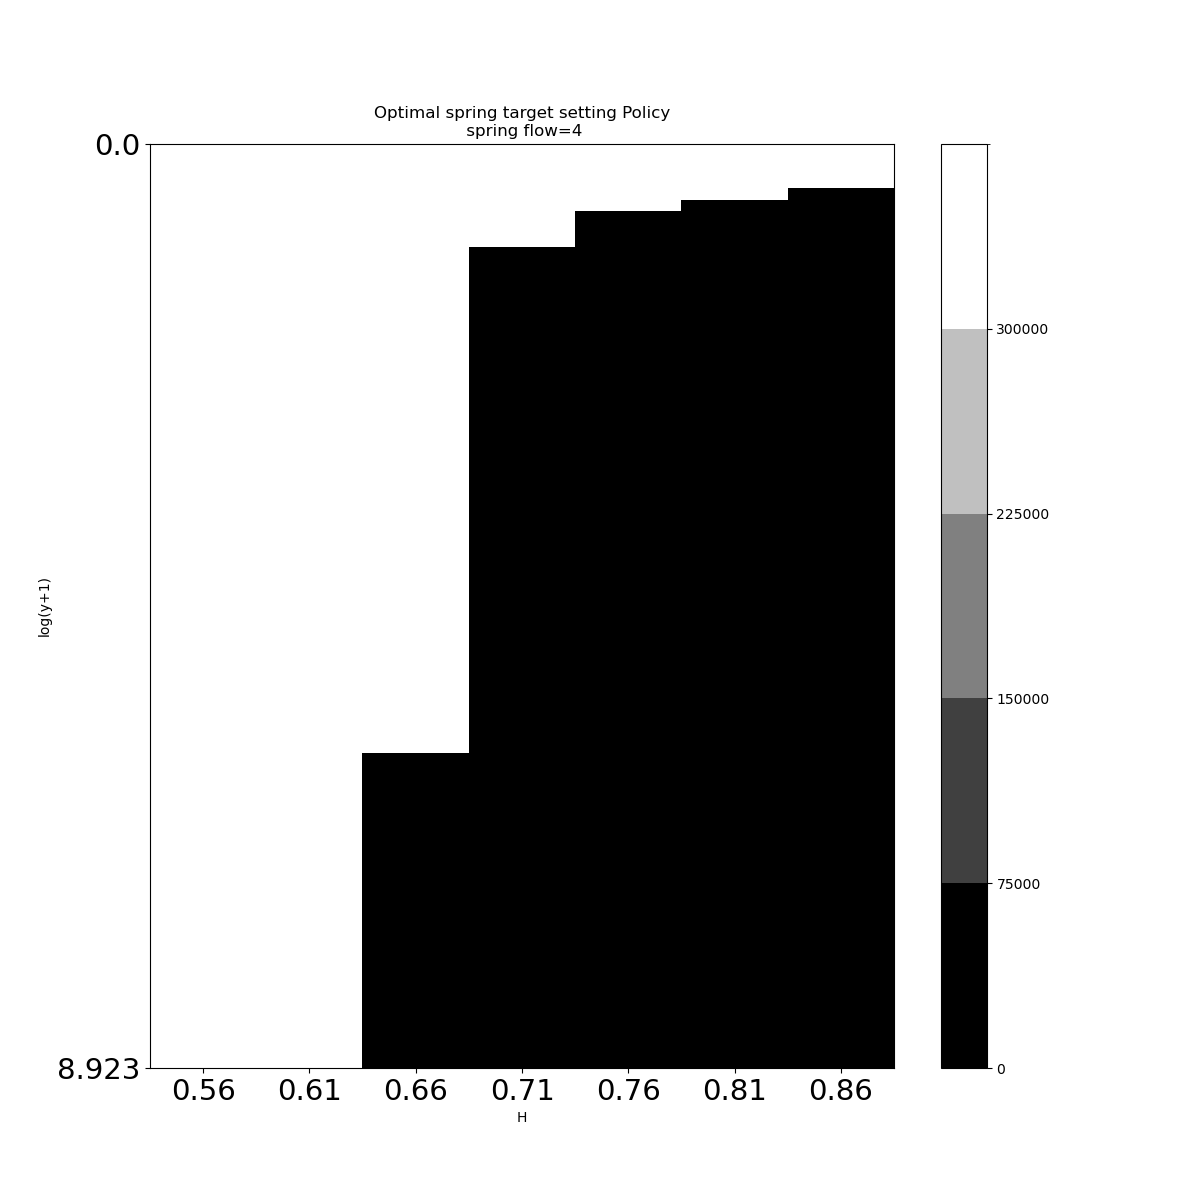 Optimal spring target setting Policy
spring flow=4
0.0
log(y+1)
8.923
0.56 0.61 0.66 0.71 0.76 0.81 0.86
H
300000
225000
150000
75000
0